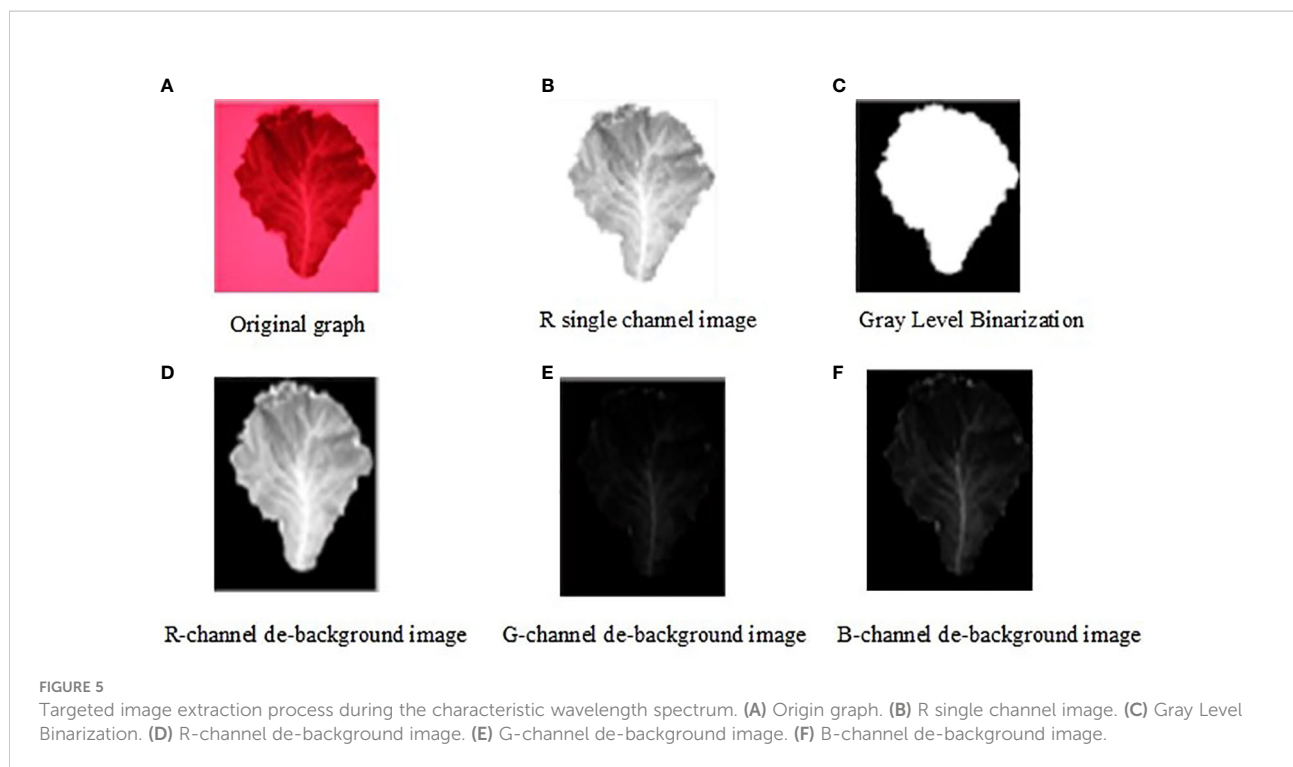 A
B
C
Original graph
R single channel image
Gray Level Binarization
D
E
F
R-channel de-background image
G-channel de-background image
B-channel de-background image
FIGURE 5
Targeted image extraction process during the characteristic wavelength spectrum. (A) Origin graph. (B) R single channel image. (C) Gray Level
Binarization. (D) R-channel de-background image. (E) G-channel de-background image. (F) B-channel de-background image.